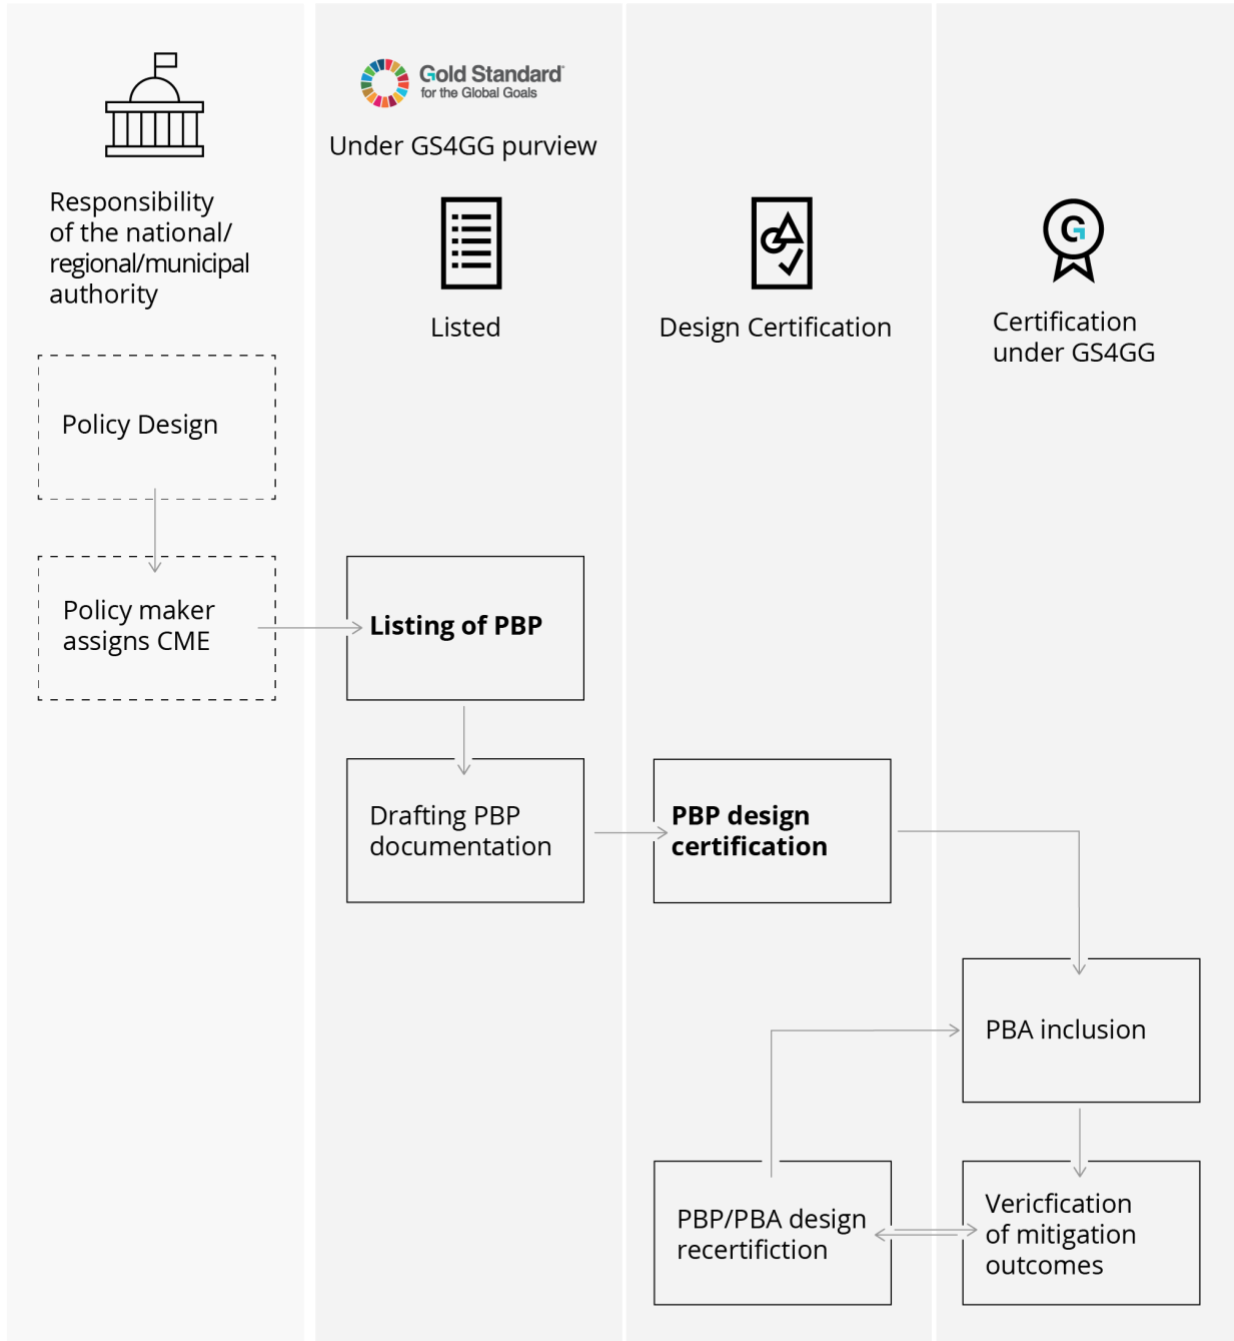 Responsibility
of the national/
regional/municipal
authority
Gold Standard®
for the Global Goals
Under GS4GG purview
Listed
Design Certification
G
Certification
under GS4GG
Policy Design
Policy maker
assigns CME
Listing of PBP
Drafting PBP
documentation
PBP design
certification
PBA inclusion
PBP/PBA design
recertifiction
Vericfication
of mitigation
outcomes